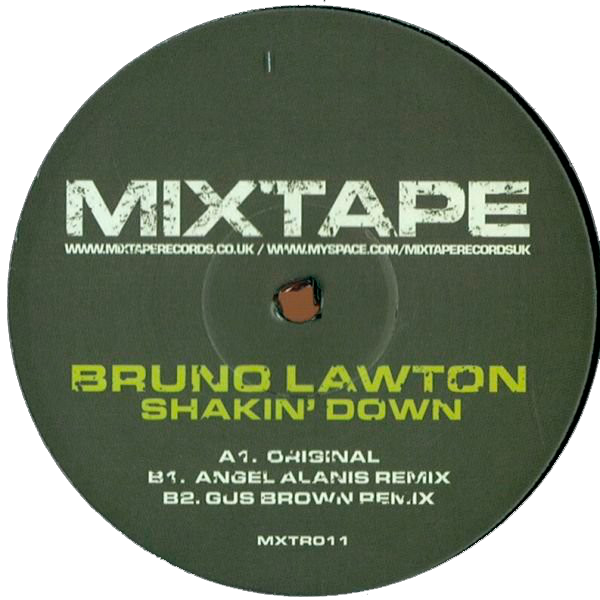 MIXTAPE
WWW.MIXTAPERECORDS.CO.UK / WWW.MYSPACE.COM/MIXTAPERECORDSUK
BRUNO LAWTON
SHAKIN' DOWN
A1. ORIGINAL
B1. ANGEL ALANIS REMIX
B2. GUS BROWN REMIX
MXTR011